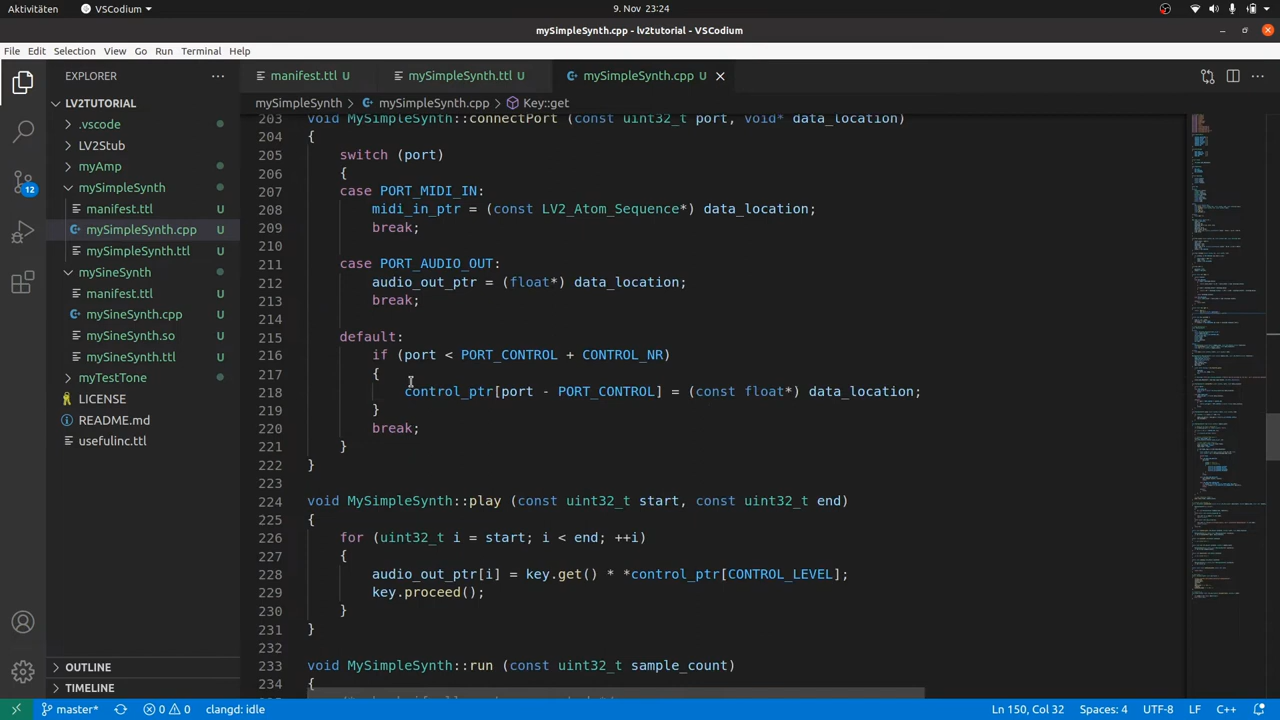 Aktivitäten
VSCodium
9. Nov 23:24
mySimpleSynth.cpp - lv2tutorial - VSCodium
File Edit Selection View Go Run Terminal Help
EXPLORER
manifest.ttl U
mySimpleSynth.ttl U
mySimpleSynth.cpp U
LV2TUTORIAL
mySimpleSynth > mySimpleSynth.cpp > Key::get
.vscode
LV2Stub
myAmp
mySimpleSynth
manifest.ttl U
mySimpleSynth.cpp U
mySimpleSynth.ttl U
mySineSynth
manifest.ttl U
mySineSynth.cpp U
mySineSynth.so U
mySineSynth.ttl U
myTestTone
LICENSE
README.md
usefulinc.ttl
12
OUTLINE
TIMELINE
203 void MySimpleSynth::connectPort (const uint32_t port, void* data_location)
204 {
205 switch (port)
206 {
207 case PORT_MIDI_IN:
208 midi_in_ptr = (const LV2_Atom_Sequence*) data_location;
209 break;
210
211 case PORT_AUDIO_OUT:
212 audio_out_ptr = (float*) data_location;
213 break;
214
215 default:
216 if (port < PORT_CONTROL + CONTROL_NR)
217 {
218 control_ptr - PORT_CONTROL] = (const float*) data_location;
219 }
220 break;
221 }
222 }
223
224 void MySimpleSynth::play (const uint32_t start, const uint32_t end)
225 {
226 for (uint32_t i = start; i < end; ++i)
227 {
228 audio_out_ptr[i] = key.get() *control_ptr[CONTROL_LEVEL];
229 key.proceed();
230 }
231 }
232
233 void MySimpleSynth::run (const uint32_t sample_count)
234 {
master*
0 0
clangd: idle
Ln 150, Col 32
Spaces: 4
UTF-8
LF
C++